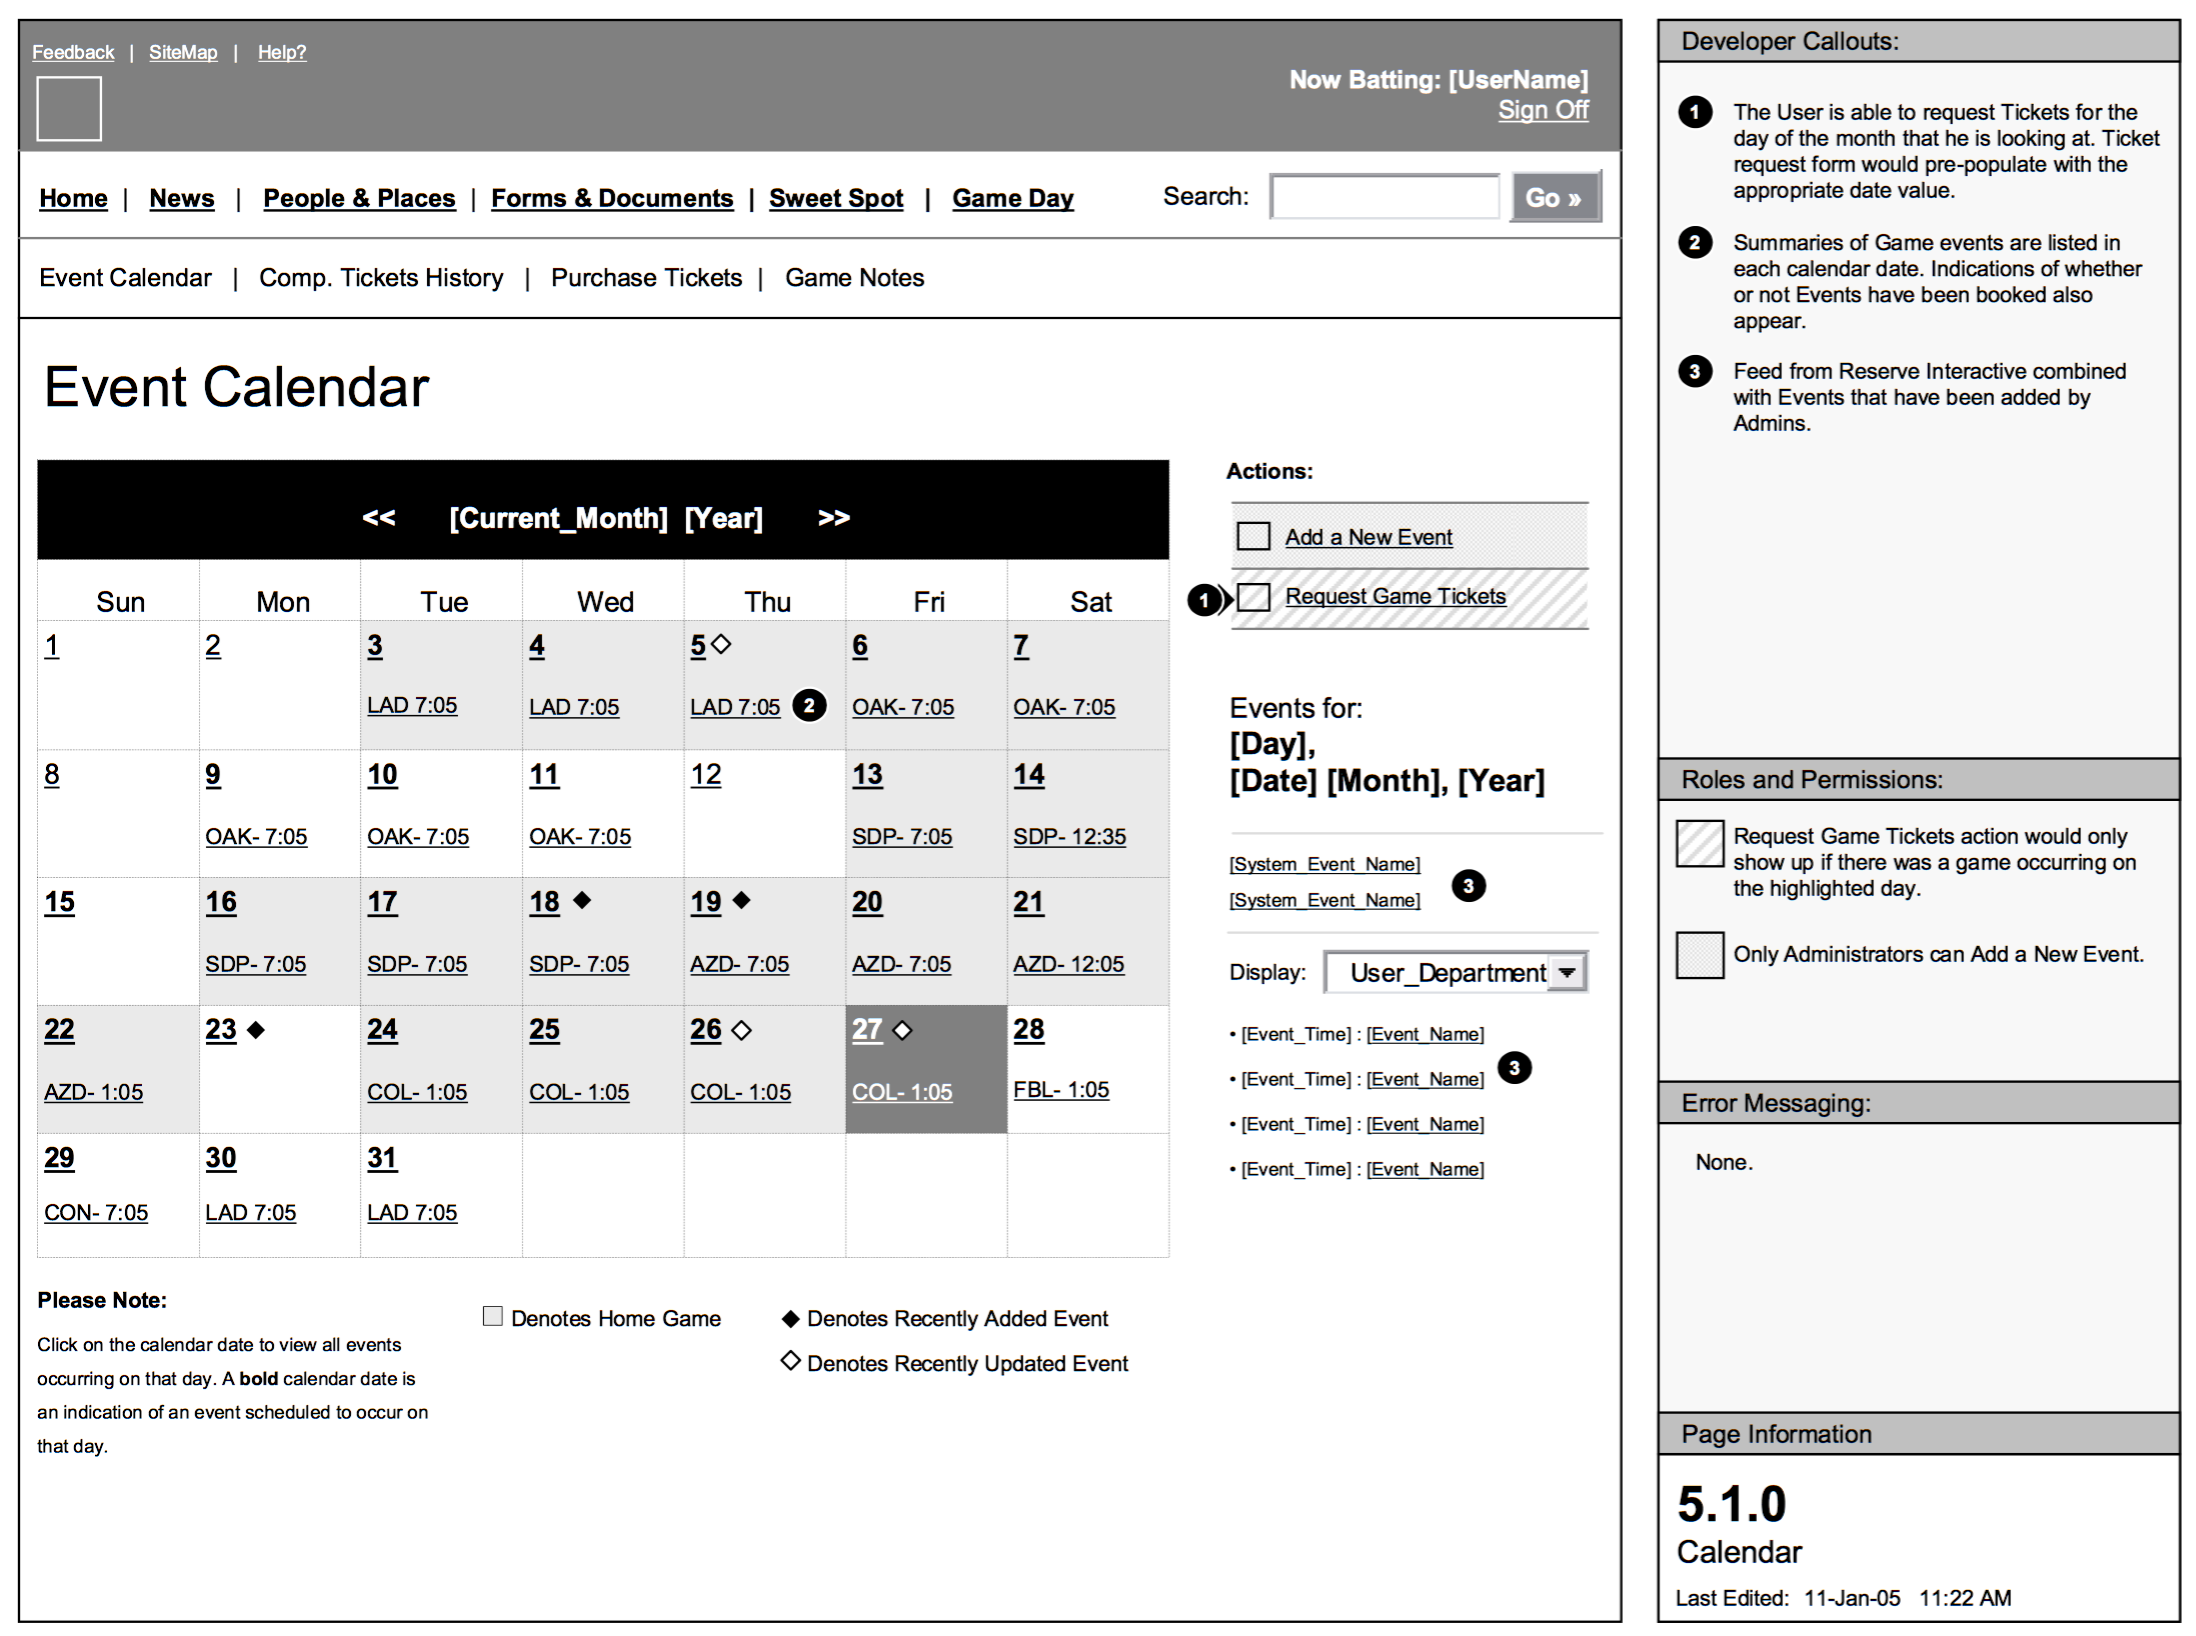 Feedback | SiteMap | Help?
Now Batting: [UserName]
Sign Off
Home | News | People & Places | Forms & Documents | Sweet Spot | Game Day
Search: Go »
Event Calendar | Comp. Tickets History | Purchase Tickets | Game Notes
Event Calendar
<< [Current_Month] [Year] >>
Sun Mon Tue Wed Thu Fri Sat
1 2 3 4 5 6 7
LAD 7:05 LAD 7:05 LAD 7:05 2 OAK- 7:05 OAK- 7:05
8 9 10 11 12 13 14
OAK- 7:05 OAK- 7:05 OAK- 7:05 SDP- 7:05 SDP- 12:35
15 16 17 18 19 20 21
SDP- 7:05 SDP- 7:05 SDP- 7:05 AZD- 7:05 AZD- 7:05 AZD- 12:05
22 23 24 25 26 27 28
AZD- 1:05 COL- 1:05 COL- 1:05 COL- 1:05 COL- 1:05 FBL- 1:05
29 30 31
CON- 7:05 LAD 7:05 LAD 7:05
Please Note:
Click on the calendar date to view all events
occurring on that day. A bold calendar date is
an indication of an event scheduled to occur on
that day.
Denotes Home Game
Denotes Recently Added Event
Denotes Recently Updated Event
Actions:
Add a New Event
1 Request Game Tickets
Events for:
[Day],
[Date] [Month], [Year]
[System_Event_Name]
3
[System_Event_Name]
Display: User_Department
• [Event_Time] : [Event_Name]
3
• [Event_Time] : [Event_Name]
• [Event_Time] : [Event_Name]
• [Event_Time] : [Event_Name]
Developer Callouts:
1 The User is able to request Tickets for the
day of the month that he is looking at. Ticket
request form would pre-populate with the
appropriate date value.
2 Summaries of Game events are listed in
each calendar date. Indications of whether
or not Events have been booked also
appear.
3 Feed from Reserve Interactive combined
with Events that have been added by
Admins.
Roles and Permissions:
Request Game Tickets action would only
show up if there was a game occurring on
the highlighted day.
Only Administrators can Add a New Event.
Error Messaging:
None.
Page Information
5.1.0
Calendar
Last Edited: 11-Jan-05 11:22 AM